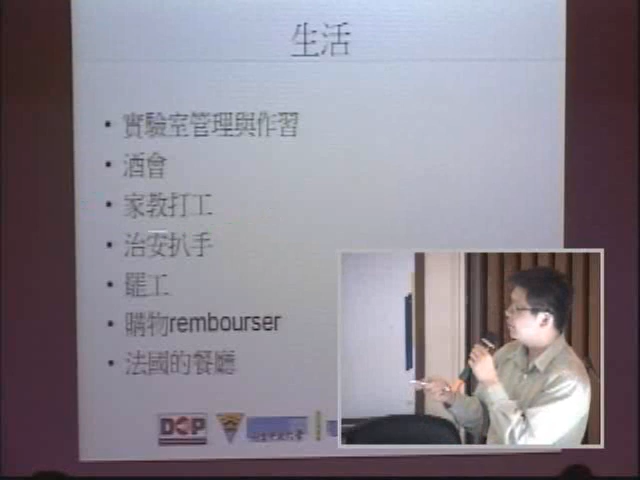 生活
• 實驗室管理與作習
• 酒會
• 家教打工
• 治安扒手
• 罷工
• 購物rembourser
• 法國的餐廳
DOP